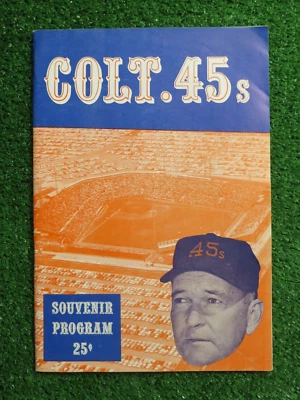 COLT .45s
.45s
SOUVENIR
PROGRAM
25¢